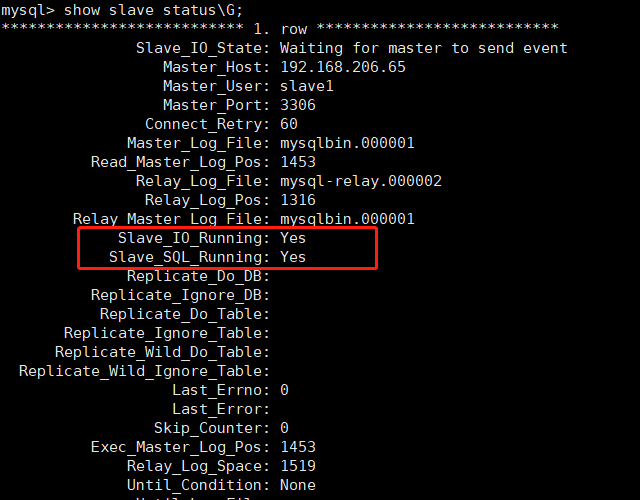 mysql> show slave status\G;
*************************** 1. row ***************************
Slave_IO_State: Waiting for master to send event
Master_Host: 192.168.206.65
Master_User: slave1
Master_Port: 3306
Connect_Retry: 60
Master_Log_File: mysqlbin.000001
Read_Master_Log_Pos: 1453
Relay_Log_File: mysql-relay.000002
Relay_Log_Pos: 1316
Relay_Master_Log_File: mysqlbin.000001
Slave_IO_Running: Yes
Slave_SQL_Running: Yes
Replicate_Do_DB:
Replicate_Ignore_DB:
Replicate_Do_Table:
Replicate_Ignore_Table:
Replicate_Wild_Do_Table:
Replicate_Wild_Ignore_Table:
Last_Errno: 0
Last_Error:
Skip_Counter: 0
Exec_Master_Log_Pos: 1453
Relay_Log_Space: 1519
Until_Condition: None